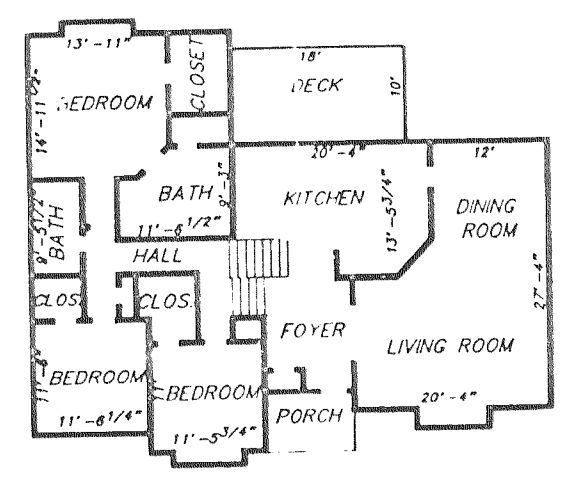 13'-11"
CLOSET
BEDROOM
14'-11 1/2"
18'
DECK
10'
20'-4"
12'
BATH
11'-6 1/2"
9'-3"
KITCHEN
13'-5 3/4"
DINING
ROOM
27'-4"
BATH
9'-5 1/2"
HALL
CLOS.
CLOS.
FOYER
LIVING ROOM
20'-4"
BEDROOM
11'-6 1/4"
BEDROOM
11'-5 3/4"
PORCH